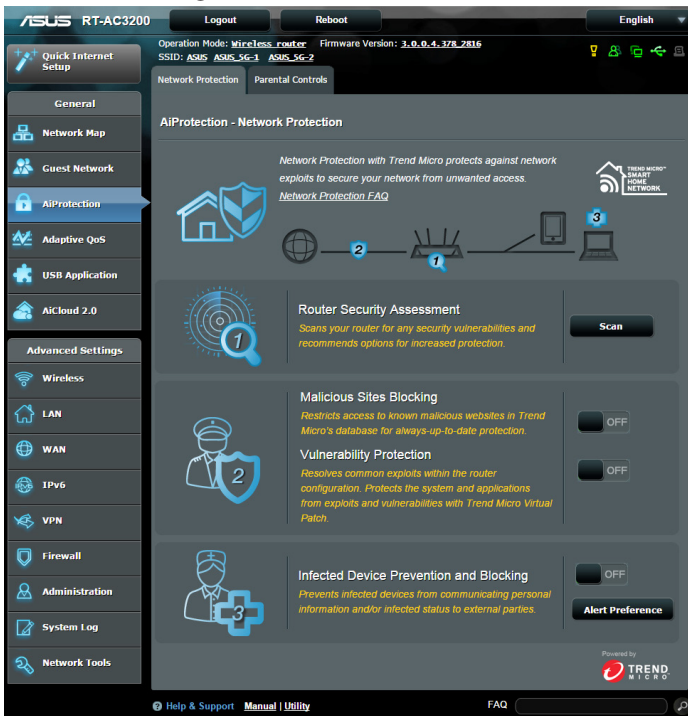 ASUS RT-AC3200 Logout Reboot English
Quick Internet Setup
Operation Mode: Wireless router Firmware Version: 3.0.0.4.378_2816
SSID: ASUS ASUS_5G-1 ASUS_5G-2
Network Protection Parental Controls
General
Network Map
Guest Network
AiProtection
Adaptive QoS
USB Application
AiCloud 2.0
Advanced Settings
Wireless
LAN
WAN
IPv6
VPN
Firewall
Administration
System Log
Network Tools
AiProtection - Network Protection
Network Protection with Trend Micro protects against network
exploits to secure your network from unwanted access.
Network Protection FAQ
TREND MICRO™
SMART
HOME
NETWORK
2
1
3
1
Router Security Assessment
Scans your router for any security vulnerabilities and
recommends options for increased protection.
Scan
2
Malicious Sites Blocking
Restricts access to known malicious websites in Trend
Micro's database for always-up-to-date protection.
OFF
Vulnerability Protection
Resolves common exploits within the router
configuration. Protects the system and applications
from exploits and vulnerabilities with Trend Micro Virtual
Patch.
OFF
3
Infected Device Prevention and Blocking
Prevents infected devices from communicating personal
information and/or infected status to external parties.
OFF
Alert Preference
Powered by
TREND
MICRO
Help & Support Manual | Utility FAQ